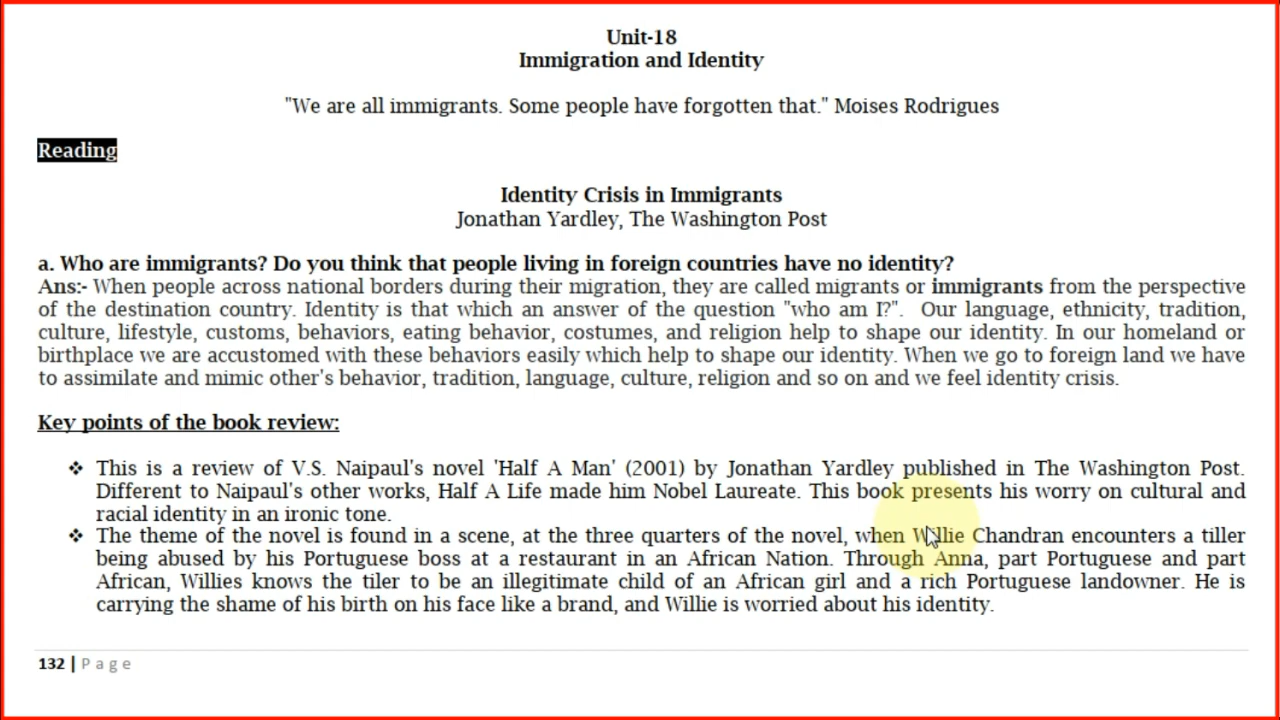 Unit-18
Immigration and Identity
"We are all immigrants. Some people have forgotten that." Moises Rodrigues
Reading
Identity Crisis in Immigrants
Jonathan Yardley, The Washington Post
a. Who are immigrants? Do you think that people living in foreign countries have no identity?
Ans:- When people across national borders during their migration, they are called migrants or immigrants from the perspective
of the destination country. Identity is that which an answer of the question "who am I?". Our language, ethnicity, tradition,
culture, lifestyle, customs, behaviors, eating behavior, costumes, and religion help to shape our identity. In our homeland or
birthplace we are accustomed with these behaviors easily which help to shape our identity. When we go to foreign land we have
to assimilate and mimic other's behavior, tradition, language, culture, religion and so on and we feel identity crisis.
Key points of the book review:
❖ This is a review of V.S. Naipaul's novel 'Half A Man' (2001) by Jonathan Yardley published in The Washington Post.
Different to Naipaul's other works, Half A Life made him Nobel Laureate. This book presents his worry on cultural and
racial identity in an ironic tone.
❖ The theme of the novel is found in a scene, at the three quarters of the novel, when Willie Chandran encounters a tiller
being abused by his Portuguese boss at a restaurant in an African Nation. Through Anna, part Portuguese and part
African, Willies knows the tiler to be an illegitimate child of an African girl and a rich Portuguese landowner. He is
carrying the shame of his birth on his face like a brand, and Willie is worried about his identity.
132 | Page